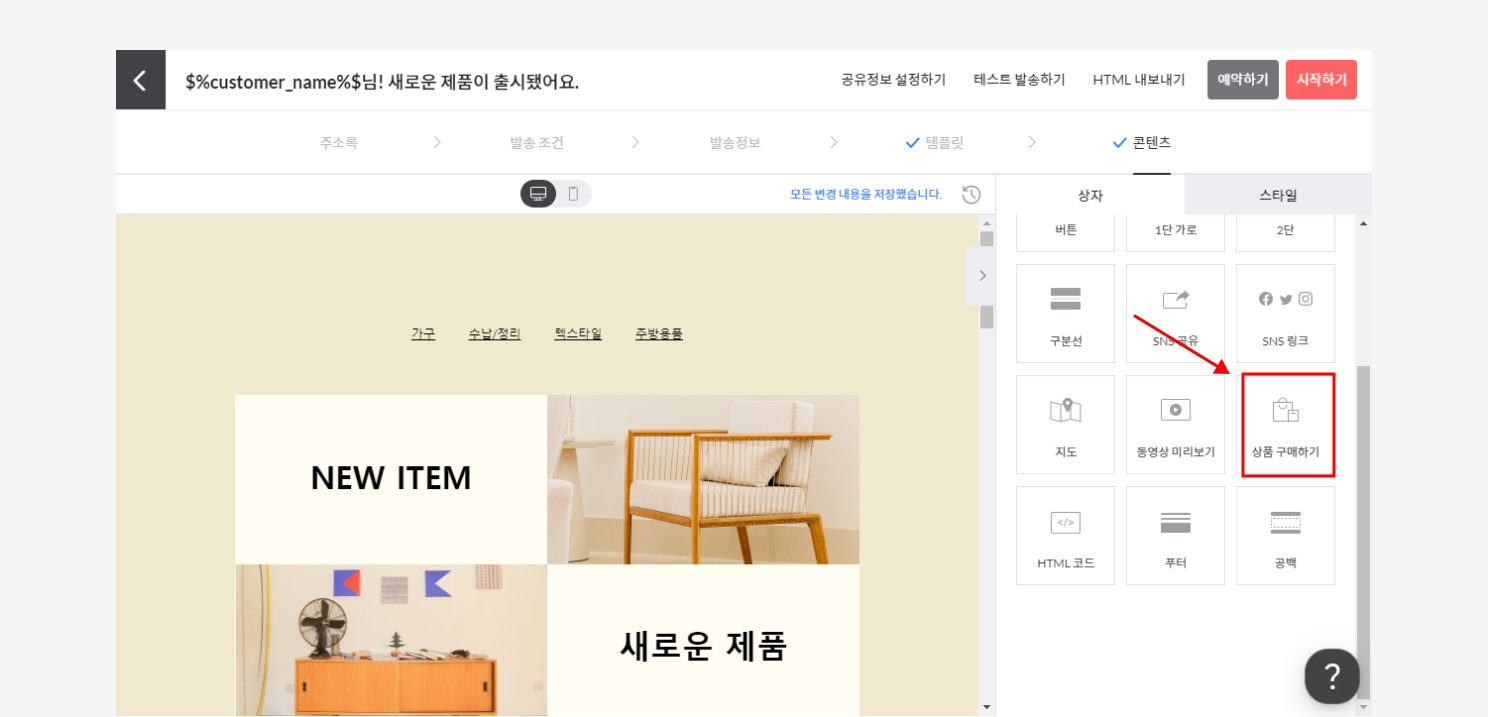 $%customer_name%$님! 새로운 제품이 출시됐어요.
공유정보 설정하기 테스트 발송하기 HTML 내보내기 예약하기 시작하기
주소록 발송 조건 발송정보 템플릿 콘텐츠
모든 변경 내용을 저장했습니다.
상자 스타일
버튼 1단 가로 2단
가구 수납/정리 텍스타일 주방용품
구분선 SNS 공유 SNS 링크
지도 동영상 미리보기 상품 구매하기
NEW ITEM
</>
HTML 코드 푸터 공백
새로운 제품
?